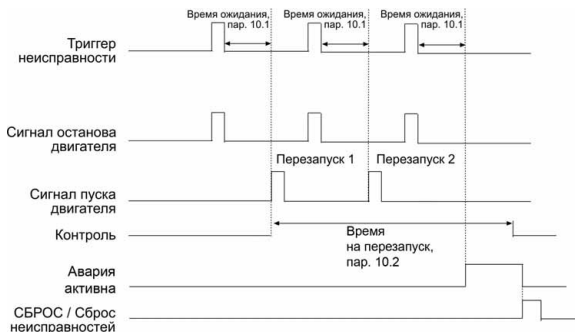 Время ожидания, Время ожидания, Время ожидания,
пар. 10.1 пар. 10.1 пар. 10.1
Триггер
неисправности
Сигнал останова
двигателя
Перезапуск 1 Перезапуск 2
Сигнал пуска
двигателя
Контроль
Время
на перезапуск,
пар. 10.2
Авария
активна
СБРОС / Сброс
неисправностей